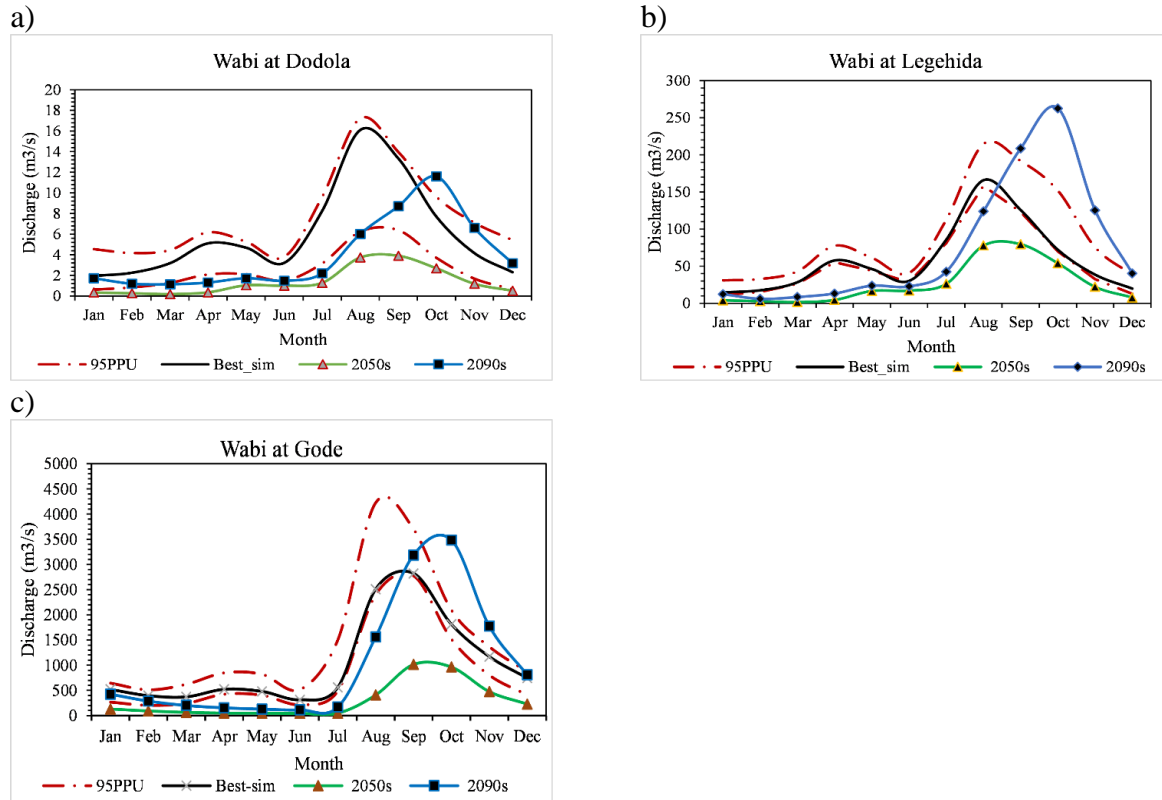 a)
Wabi at Dodola
Discharge (m3/s)
20
18
16
14
12
10
8
6
4
2
0
Jan Feb Mar Apr May Jun Jul Aug Sep Oct Nov Dec
Month
95PPU Best_sim 2050s 2090s
b)
Wabi at Legehida
Discharge (m3/s)
300
250
200
150
100
50
0
Jan Feb Mar Apr May Jun Jul Aug Sep Oct Nov Dec
Month
95PPU Best_sim 2050s 2090s
c)
Wabi at Gode
Discharge (m3/s)
5000
4500
4000
3500
3000
2500
2000
1500
1000
500
0
Jan Feb Mar Apr May Jun Jul Aug Sep Oct Nov Dec
Month
95PPU Best-sim 2050s 2090s